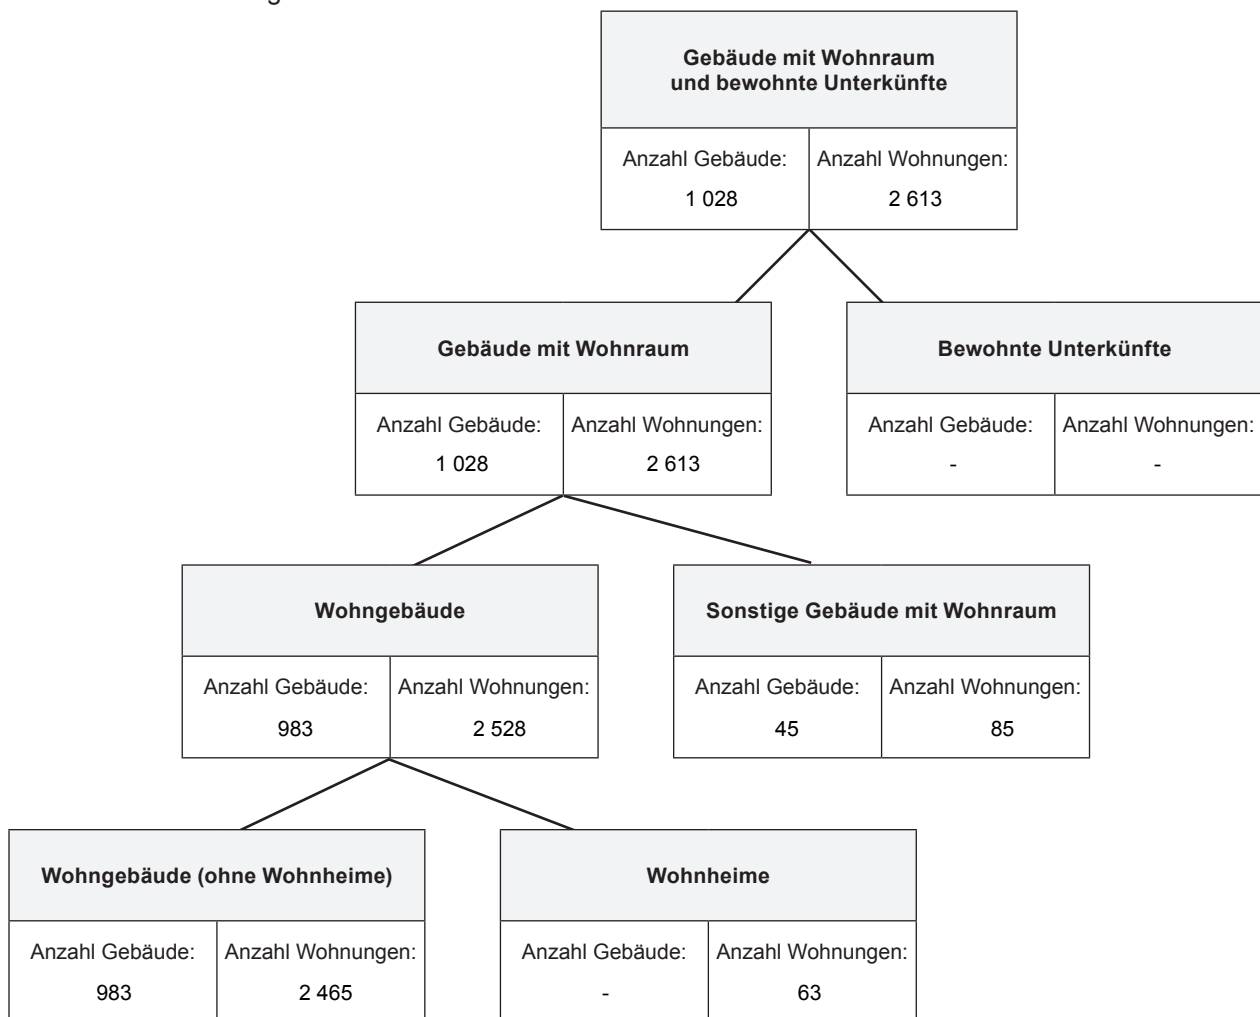 Gebäude mit Wohnraum
und bewohnte Unterkünfte
Anzahl Gebäude: Anzahl Wohnungen:
1 028 2 613
Gebäude mit Wohnraum
Anzahl Gebäude: Anzahl Wohnungen:
1 028 2 613
Bewohnte Unterkünfte
Anzahl Gebäude: Anzahl Wohnungen:
- -
Wohngebäude
Anzahl Gebäude: Anzahl Wohnungen:
983 2 528
Sonstige Gebäude mit Wohnraum
Anzahl Gebäude: Anzahl Wohnungen:
45 85
Wohngebäude (ohne Wohnheime)
Anzahl Gebäude: Anzahl Wohnungen:
983 2 465
Wohnheime
Anzahl Gebäude: Anzahl Wohnungen:
- 63